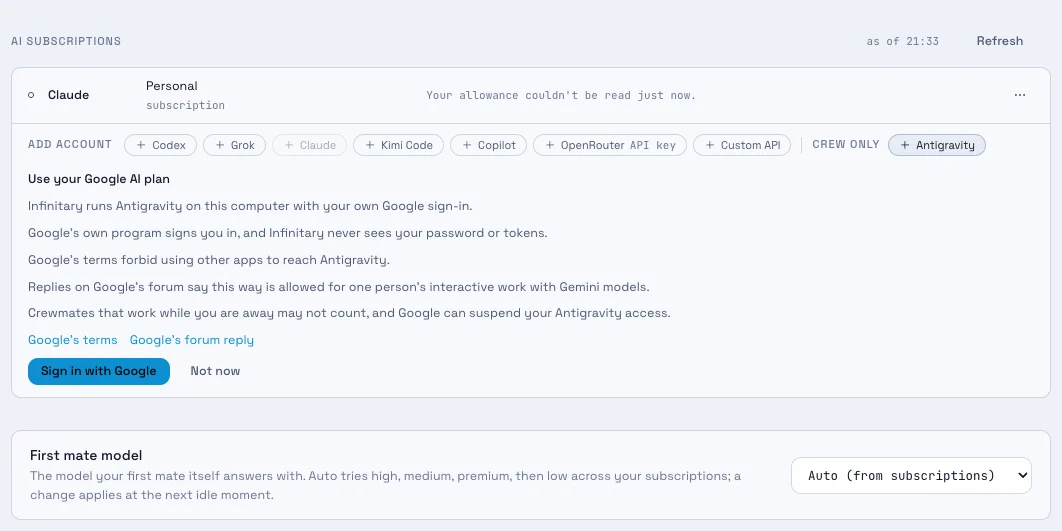 AI SUBSCRIPTIONS as of 21:33 Refresh
Claude Personal Your allowance couldn't be read just now. ...
subscription
ADD ACCOUNT + Codex + Grok + Claude + Kimi Code + Copilot + OpenRouter API key + Custom API CREW ONLY + Antigravity
Use your Google AI plan
Infinitary runs Antigravity on this computer with your own Google sign-in.
Google's own program signs you in, and Infinitary never sees your password or tokens.
Google's terms forbid using other apps to reach Antigravity.
Replies on Google's forum say this way is allowed for one person's interactive work with Gemini models.
Crewmates that work while you are away may not count, and Google can suspend your Antigravity access.
Google's terms Google's forum reply
Sign in with Google Not now
First mate model
The model your first mate itself answers with. Auto tries high, medium, premium, then low across your subscriptions; a
change applies at the next idle moment.
Auto (from subscriptions)